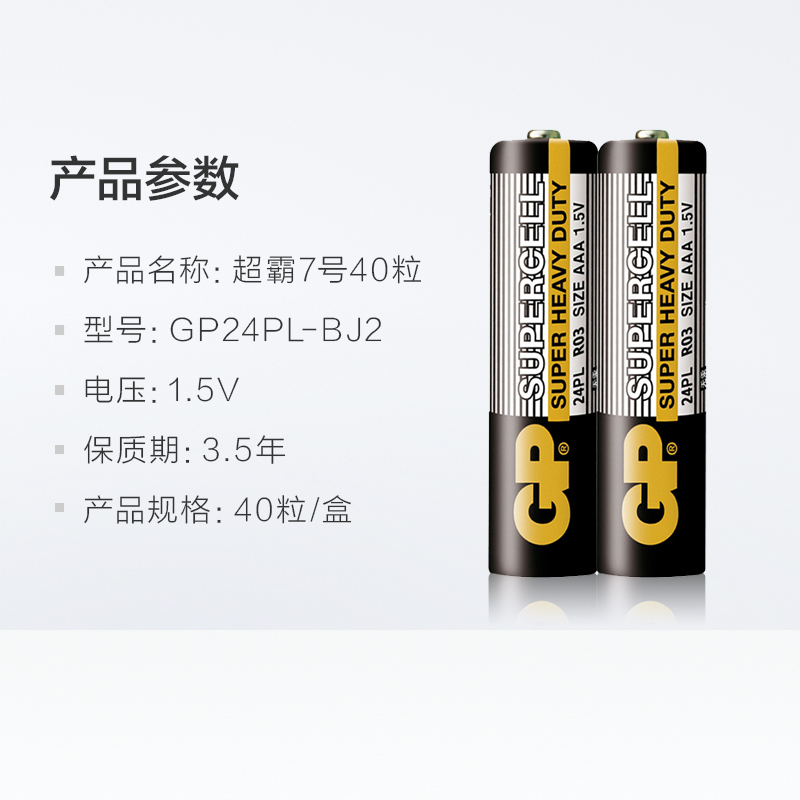 产品参数
产品名称: 超霸7号40粒
型号: GP24PL-BJ2
电压: 1.5V
保质期: 3.5年
产品规格: 40粒/盒
SUPERCELL
SUPER HEAVY DUTY
24PL R03 SIZE AAA 1.5V
GP®
SUPERCELL
SUPER HEAVY DUTY
24PL R03 SIZE AAA 1.5V
GP®